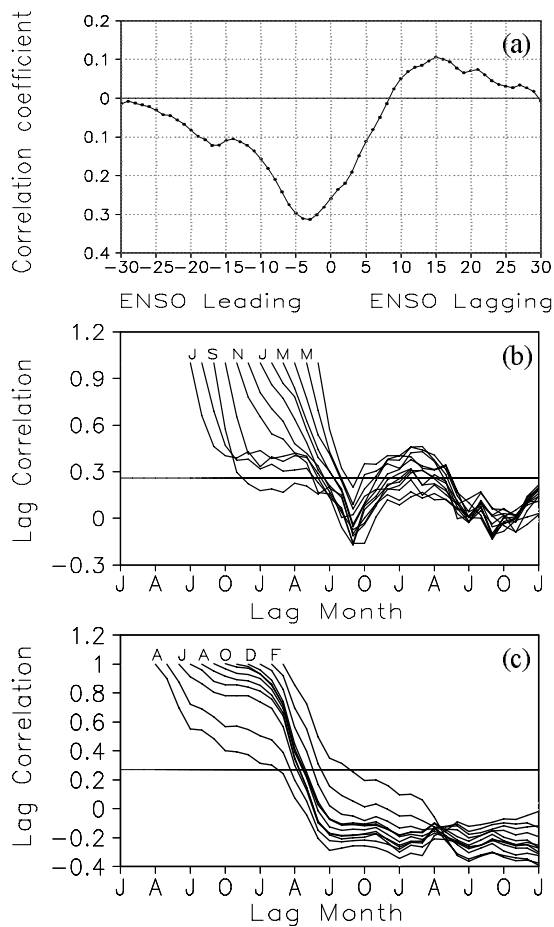 (a)
Correlation coefficient
0.2
0.1
0
0.1
0.2
0.3
0.4
−30 −25 −20 −15 −10 −5 0 5 10 15 20 25 30
ENSO Leading ENSO Lagging
(b)
Lag Correlation
1.2
0.9
0.6
0.3
0
−0.3
J S N J M M
J A J O J A J O J A J O J
Lag Month
(c)
Lag Correlation
1.2
1
0.8
0.6
0.4
0.2
0
−0.2
−0.4
A J A O D F
J A J O J A J O J A J O J
Lag Month